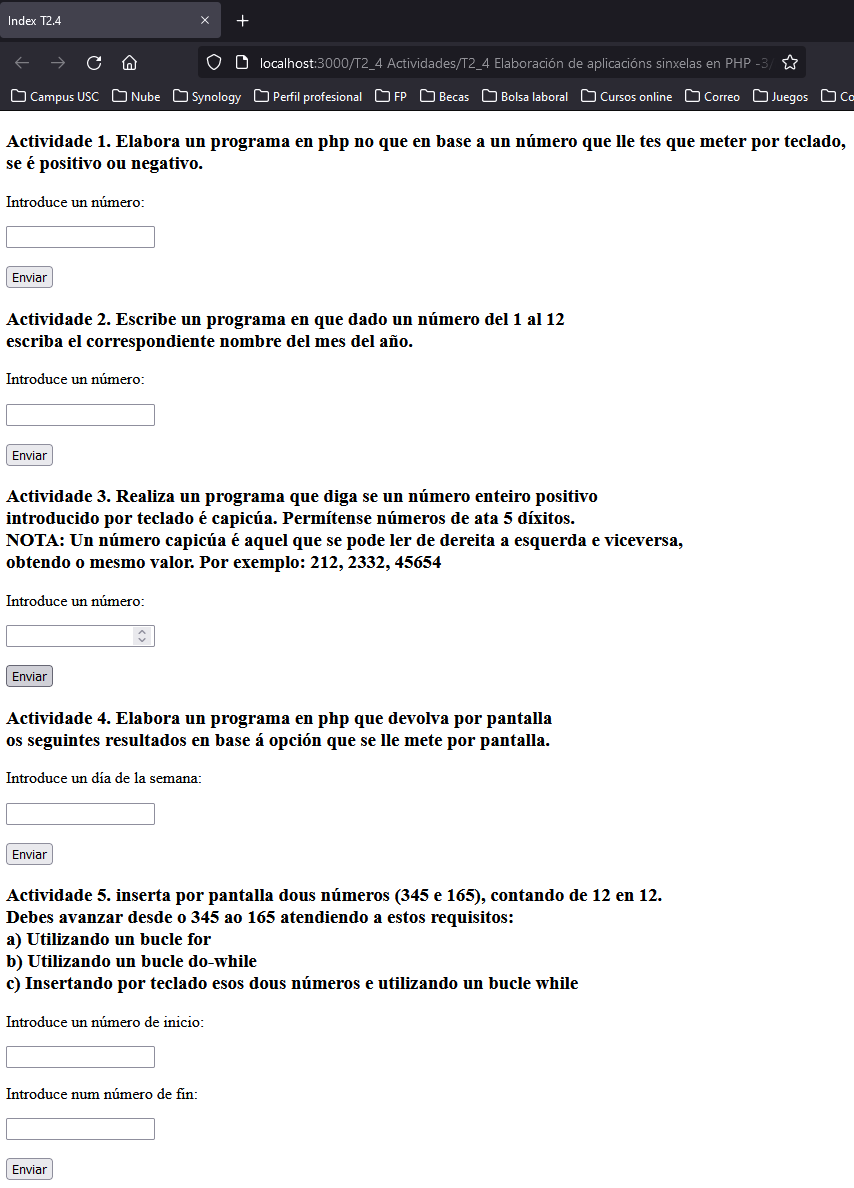 Index T2.4
localhost:3000/T2_4 Actividades/T2_4 Elaboración de aplicacións sinxelas en PHP -3/
Campus USC Nube Synology Perfil profesional FP Becas Bolsa laboral Cursos online Correo Juegos Co
Actividade 1. Elabora un programa en php no que en base a un número que lle tes que meter por teclado,
se é positivo ou negativo.
Introduce un número:
Enviar
Actividade 2. Escribe un programa en que dado un número del 1 al 12
escriba el correspondiente nombre del mes del año.
Introduce un número:
Enviar
Actividade 3. Realiza un programa que diga se un número enteiro positivo
introducido por teclado é capicúa. Permítense números de ata 5 díxitos.
NOTA: Un número capicúa é aquel que se pode ler de dereita a esquerda e viceversa,
obtendo o mesmo valor. Por exemplo: 212, 2332, 45654
Introduce un número:
Enviar
Actividade 4. Elabora un programa en php que devolva por pantalla
os seguintes resultados en base á opción que se lle mete por pantalla.
Introduce un día de la semana:
Enviar
Actividade 5. inserta por pantalla dous números (345 e 165), contando de 12 en 12.
Debes avanzar desde o 345 ao 165 atendiendo a estos requisitos:
a) Utilizando un bucle for
b) Utilizando un bucle do-while
c) Insertando por teclado esos dous números e utilizando un bucle while
Introduce un número de inicio:
Introduce num número de fin:
Enviar